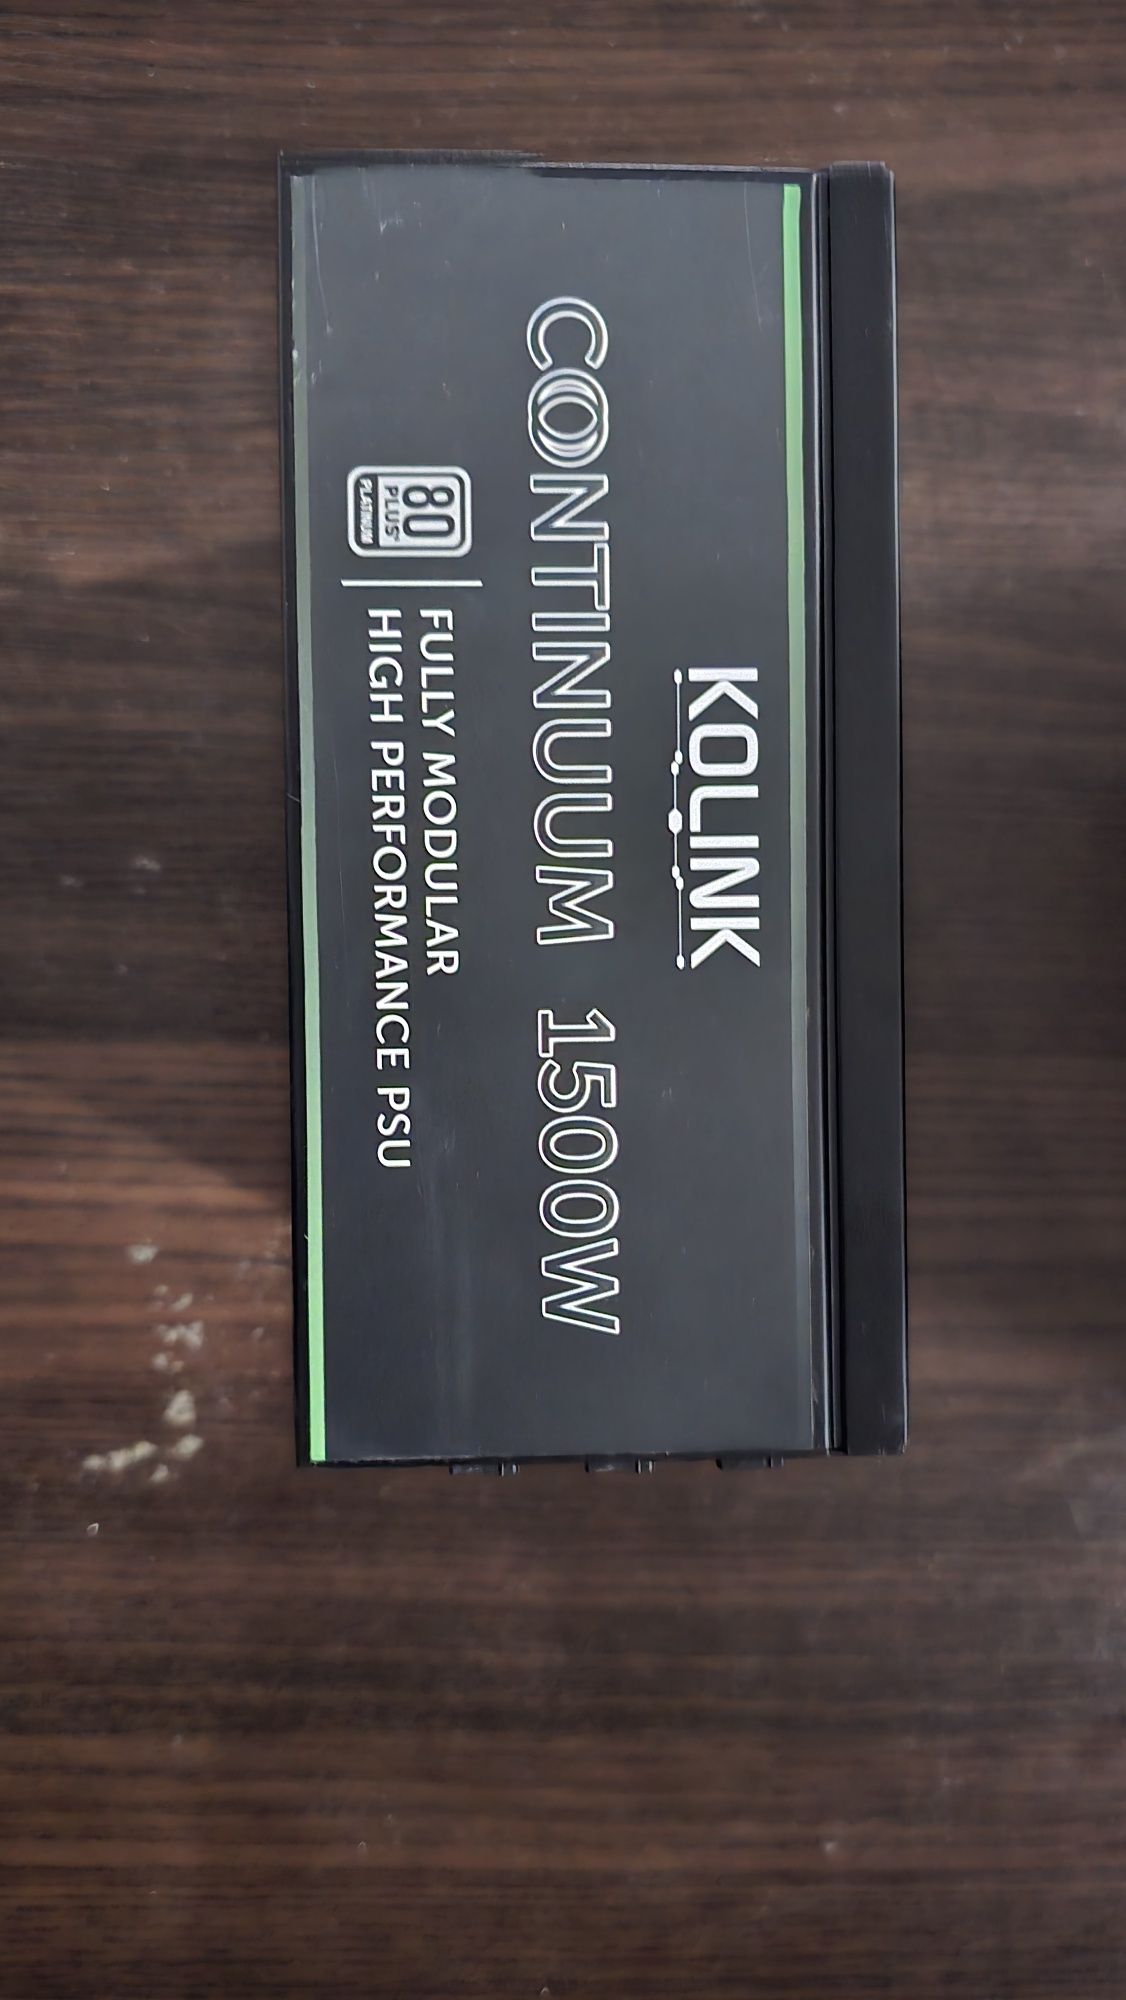 KOLINK
CONTINUUM 1500W
80
PLUS
PLATINUM
FULLY MODULAR
HIGH PERFORMANCE PSU